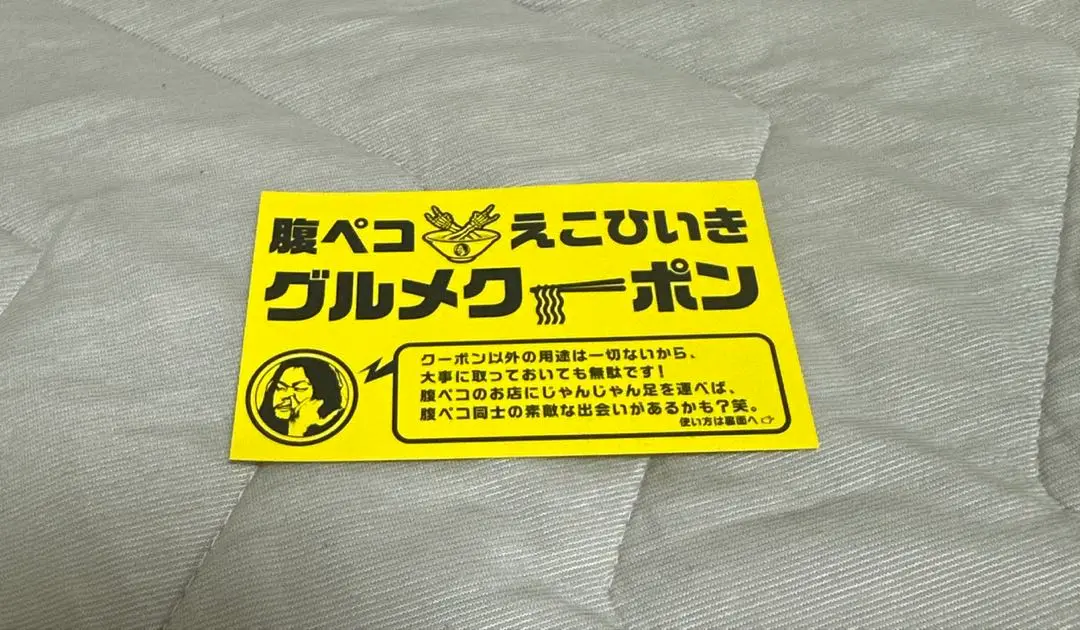 腹ペコ えこひいき
グルメクーポン
クーポン以外の用途は一切ないから、
大事に取っておいても無駄です!
腹ペコのお店にじゃんじゃん足を運べば、
腹ペコ同士の素敵な出会いがあるかも?笑。
使い方は裏面へ☞